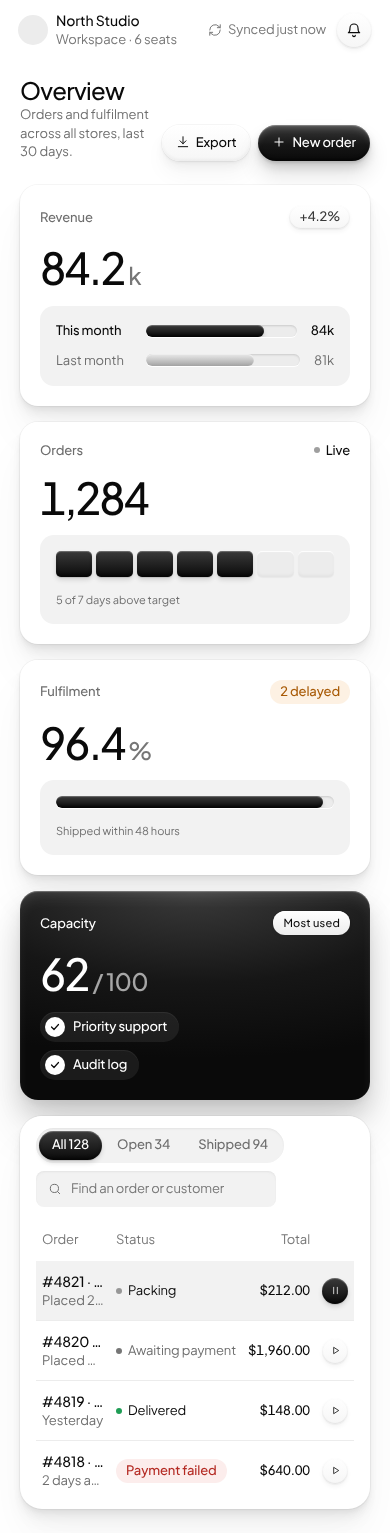 North Studio
Workspace · 6 seats
Synced just now
Overview
Orders and fulfilment
across all stores, last
30 days.
Export
New order
Revenue
+4.2%
84.2k
This month
84k
Last month
81k
Orders
Live
1,284
5 of 7 days above target
Fulfilment
2 delayed
96.4%
Shipped within 48 hours
Capacity
Most used
62/100
Priority support
Audit log
All 128
Open 34
Shipped 94
Find an order or customer
Order Status Total
#4821 · ...
Placed 2...
Packing
$212.00
#4820 ...
Placed ...
Awaiting payment
$1,960.00
#4819 · ...
Yesterday
Delivered
$148.00
#4818 · ...
2 days a...
Payment failed
$640.00